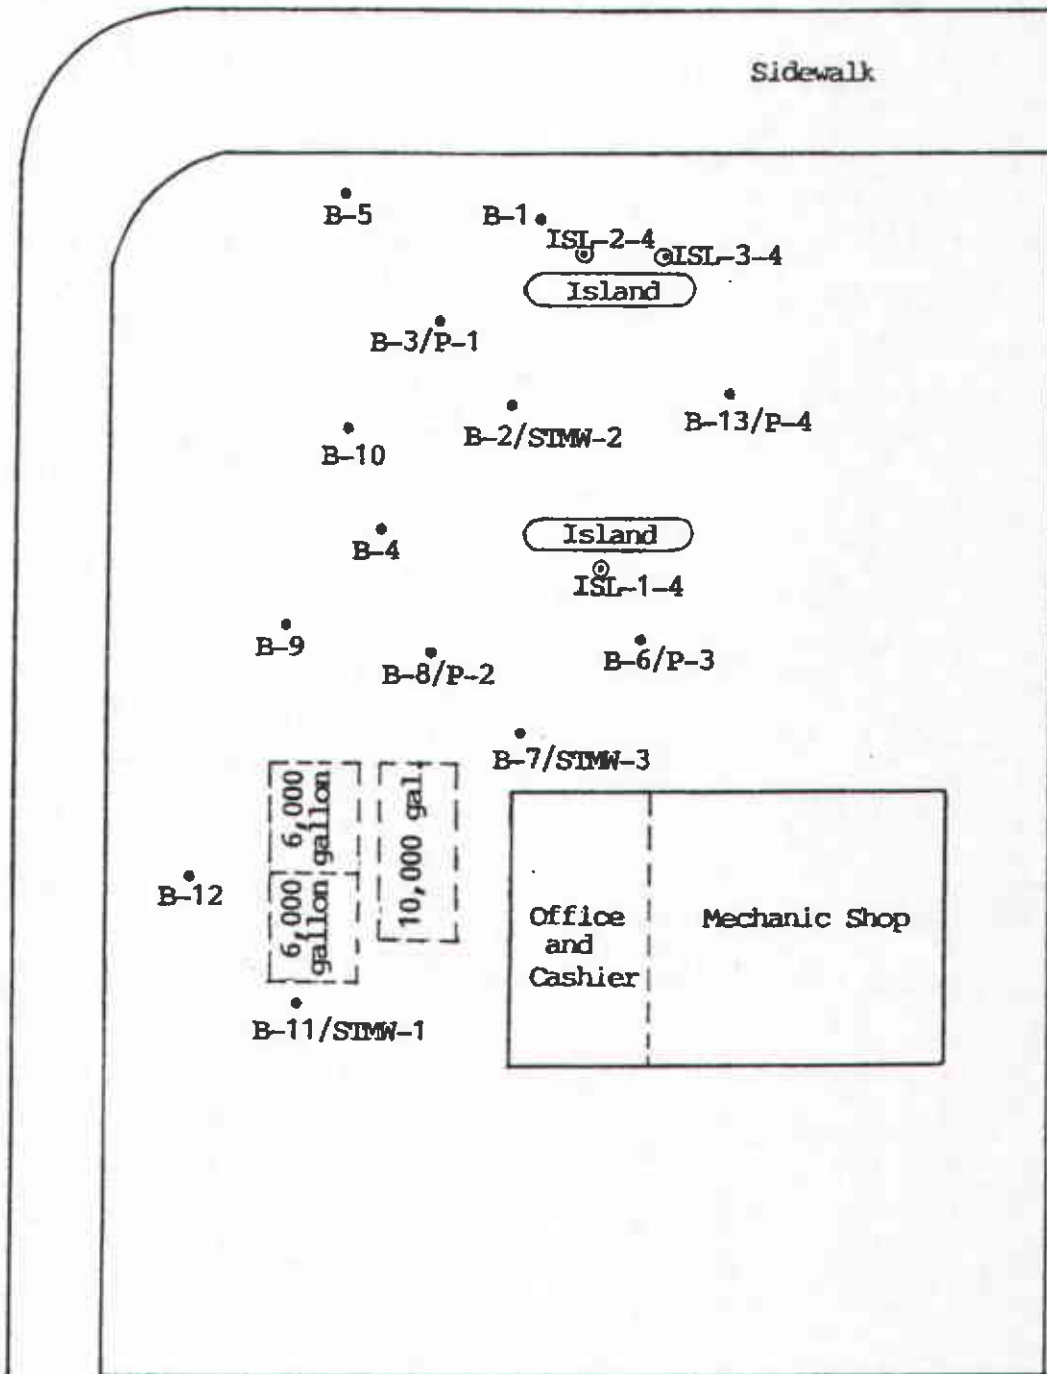 Sidewalk
B-5
B-1
ISL-2-4
ISL-3-4
Island
B-3/P-1
B-2/STMW-2
B-13/P-4
B-10
Island
B-4
ISL-1-4
B-9
B-8/P-2
B-6/P-3
B-7/STMW-3
6,000
gallon
10,000 gal.
6,000
gallon
B-12
Office
and
Cashier
Mechanic Shop
B-11/STMW-1